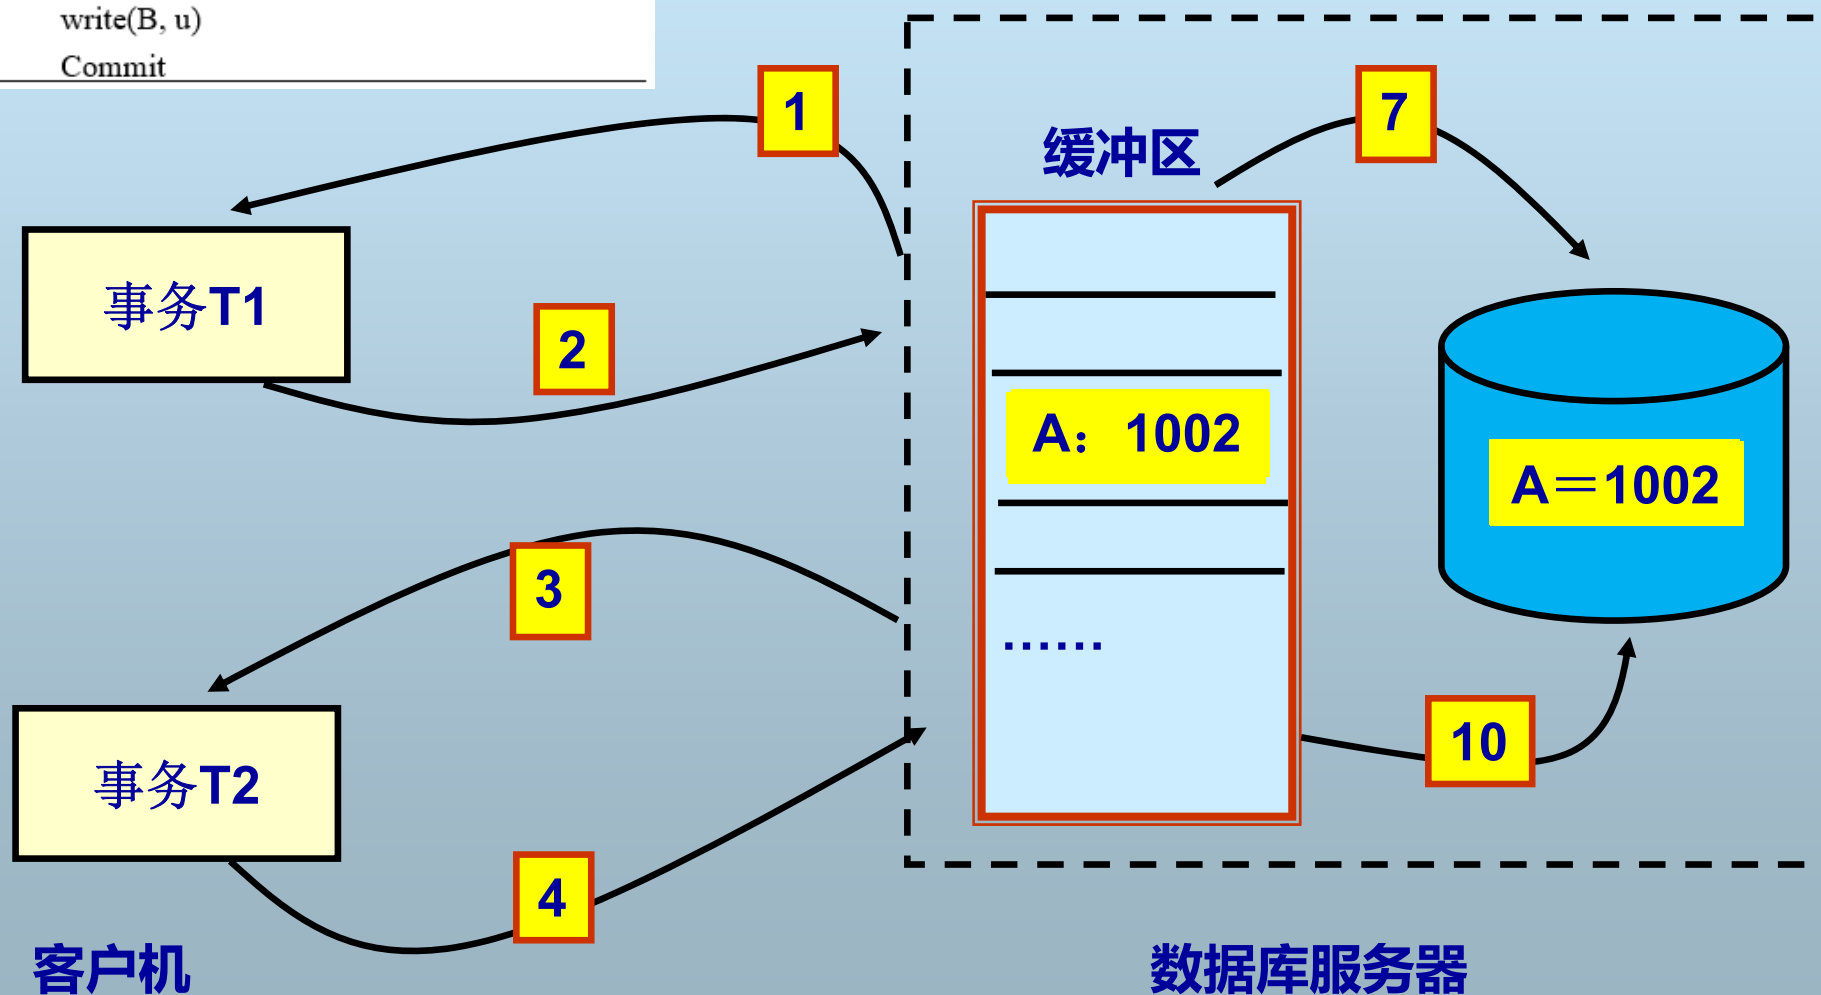 write(B, u)
Commit
1
7
缓冲区
事务T1
2
A：1002
A＝1002
3
……
事务T2
10
4
客户机
数据库服务器